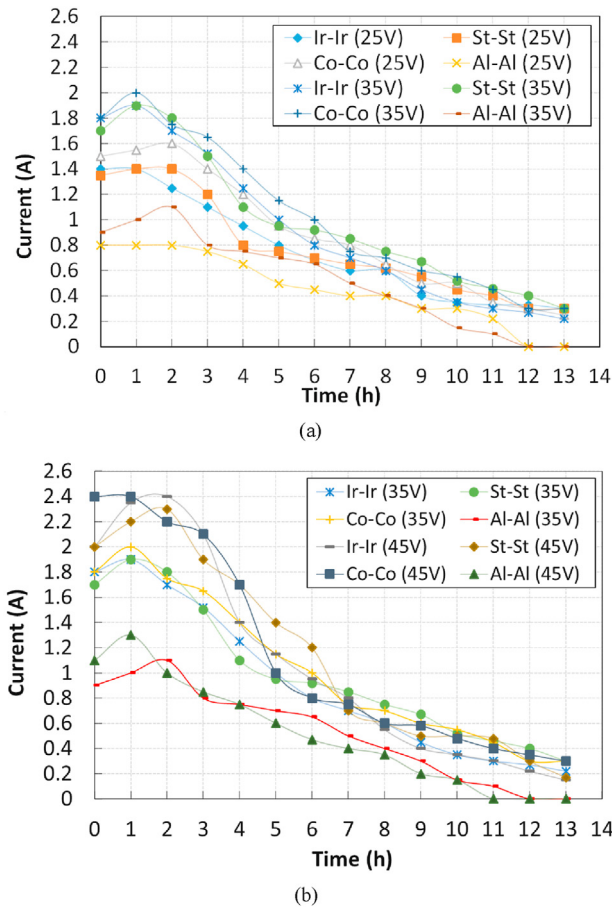 2.6
2.4
2.2
2
1.8
1.6
1.4
1.2
1
0.8
0.6
0.4
0.2
0
Current (A)
Ir-Ir (25V) St-St (25V)
Co-Co (25V) Al-Al (25V)
Ir-Ir (35V) St-St (35V)
Co-Co (35V) Al-Al (35V)
0 1 2 3 4 5 6 7 8 9 10 11 12 13 14
Time (h)
(a)
2.6
2.4
2.2
2
1.8
1.6
1.4
1.2
1
0.8
0.6
0.4
0.2
0
Current (A)
Ir-Ir (35V) St-St (35V)
Co-Co (35V) Al-Al (35V)
Ir-Ir (45V) St-St (45V)
Co-Co (45V) Al-Al (45V)
0 1 2 3 4 5 6 7 8 9 10 11 12 13 14
Time (h)
(b)